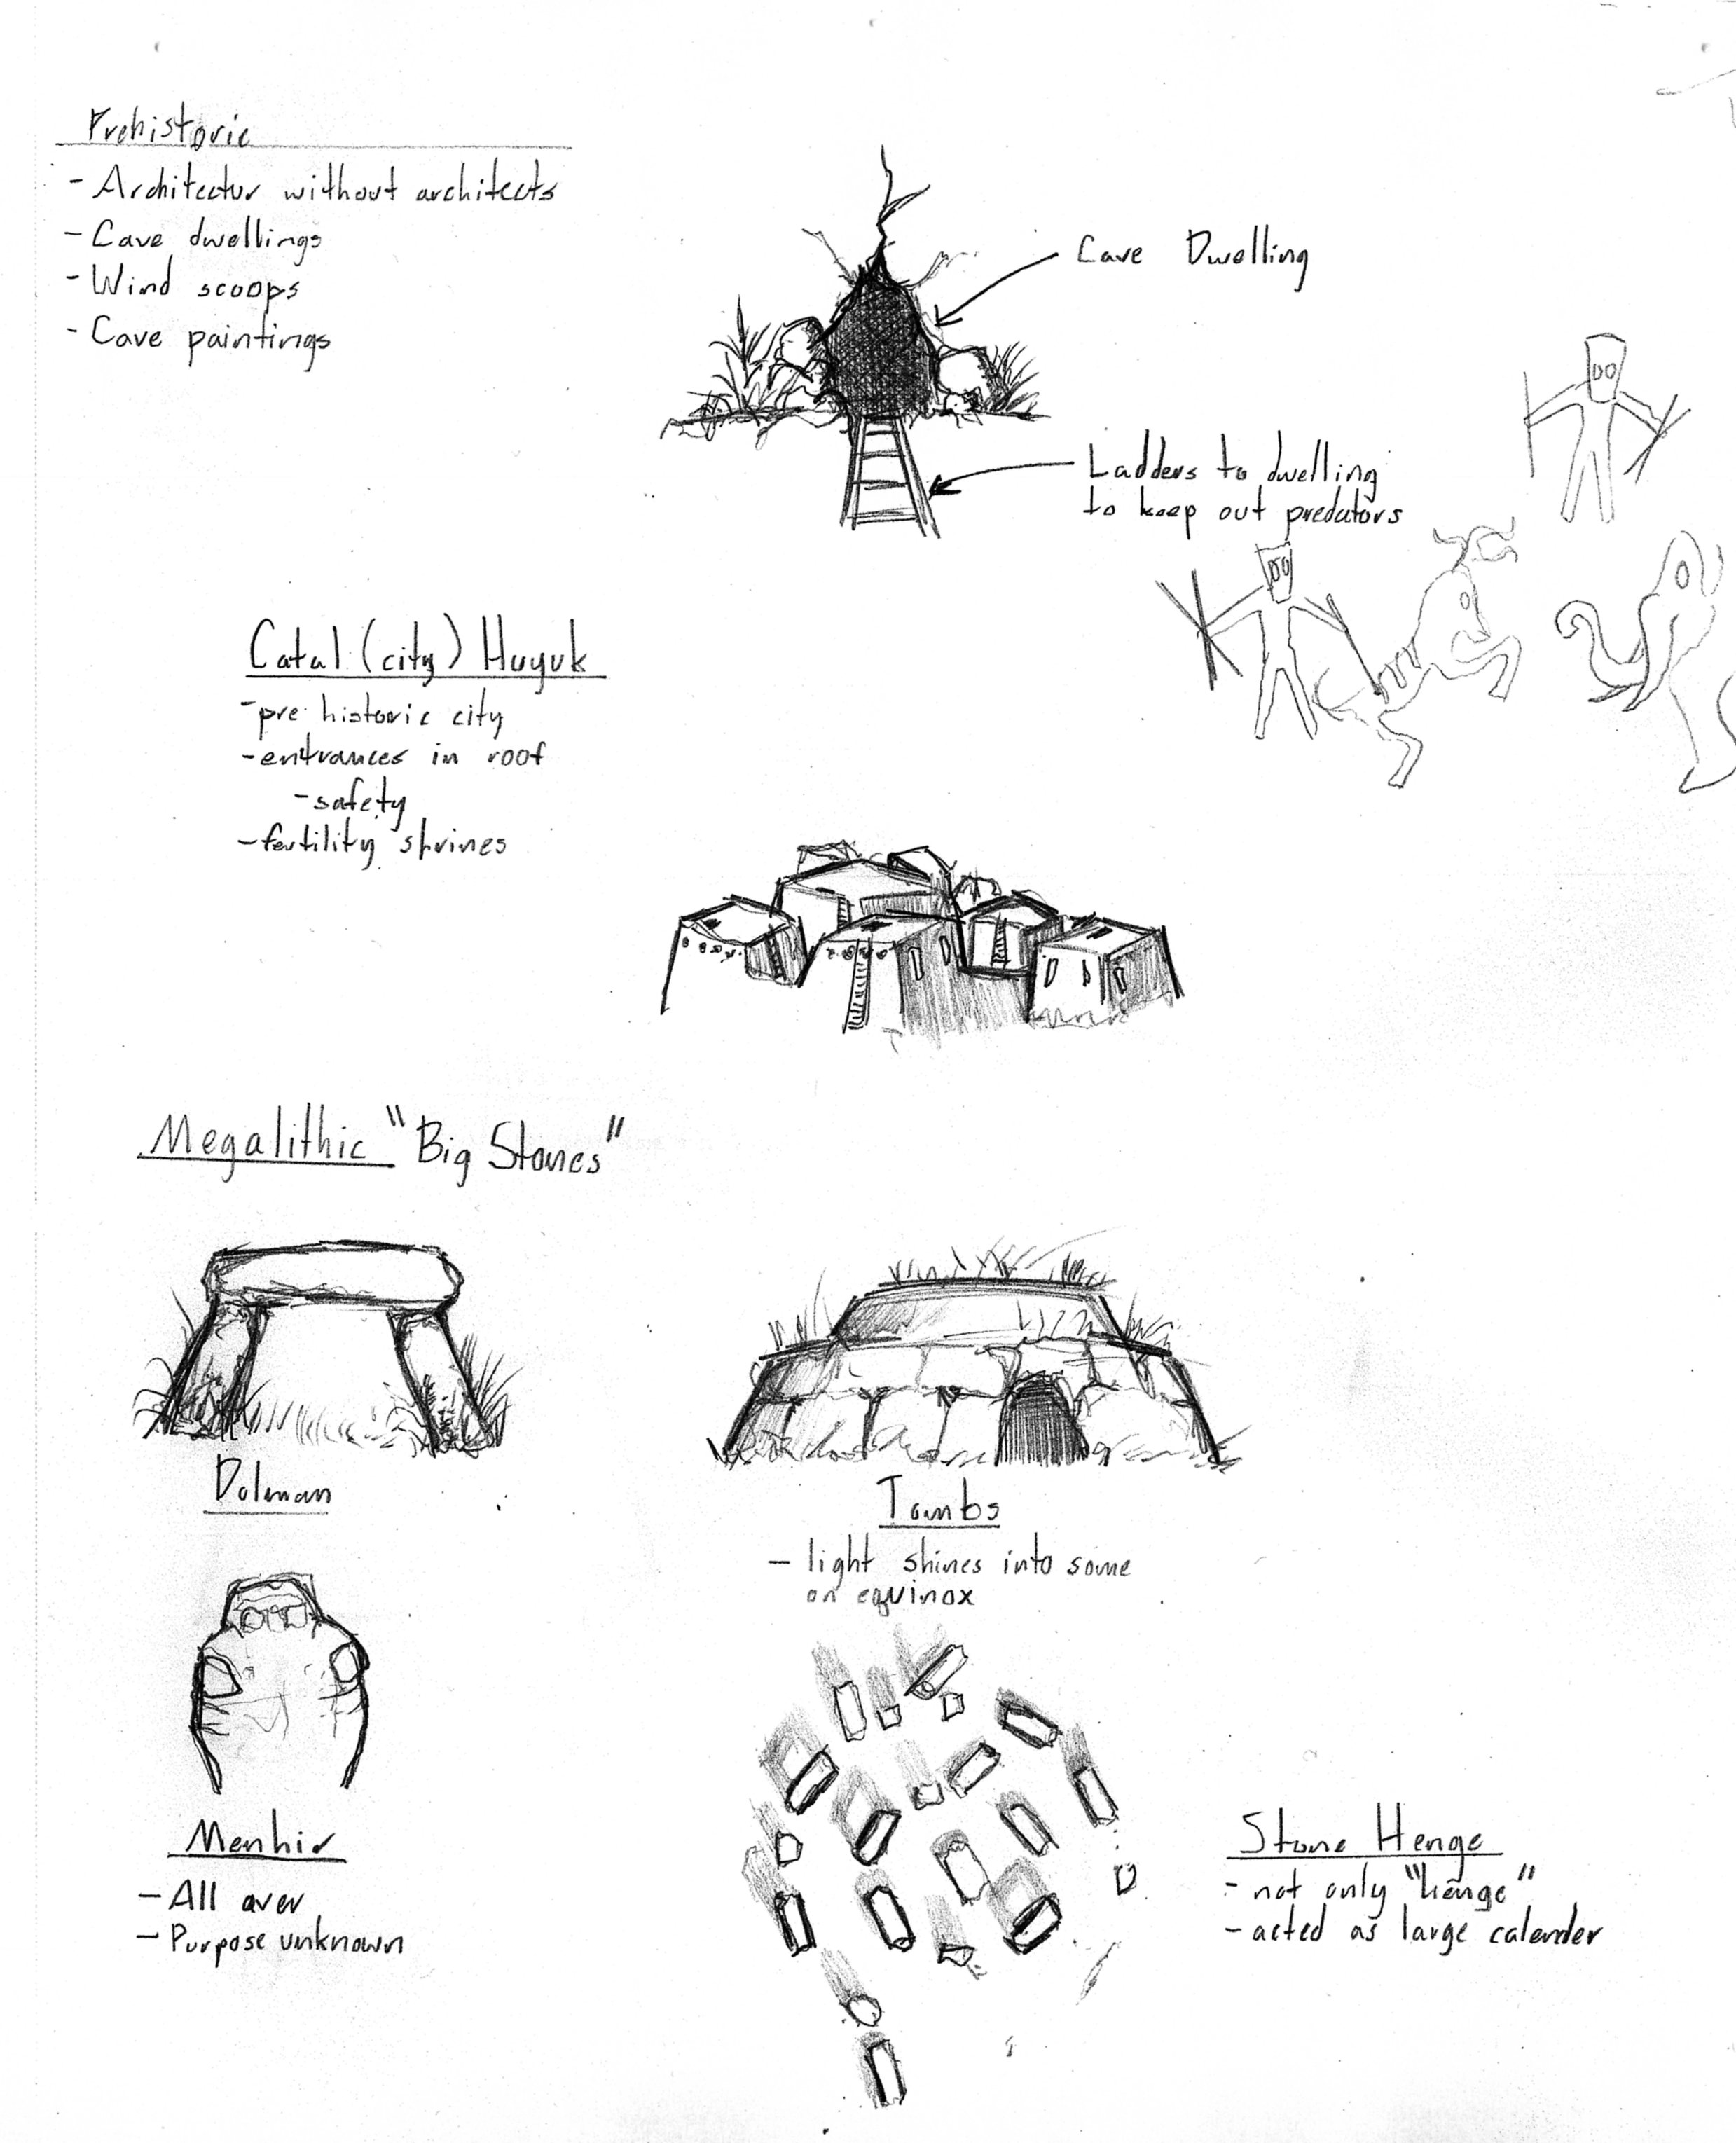 Prehistoric
- Architectur without architects
- Cave dwellings
- Wind scoops
- Cave paintings
Cave Dwelling
Ladders to dwelling
to keep out predators
Catal (city) Huyuk
- pre historic city
- entrances in roof
- safety
- fertility shrines
Megalithic "Big Stones"
Dolman
Tombs
- light shines into some
on equinox
Menhir
- All over
- Purpose unknown
Stone Henge
- not only "henge"
- acted as large calender